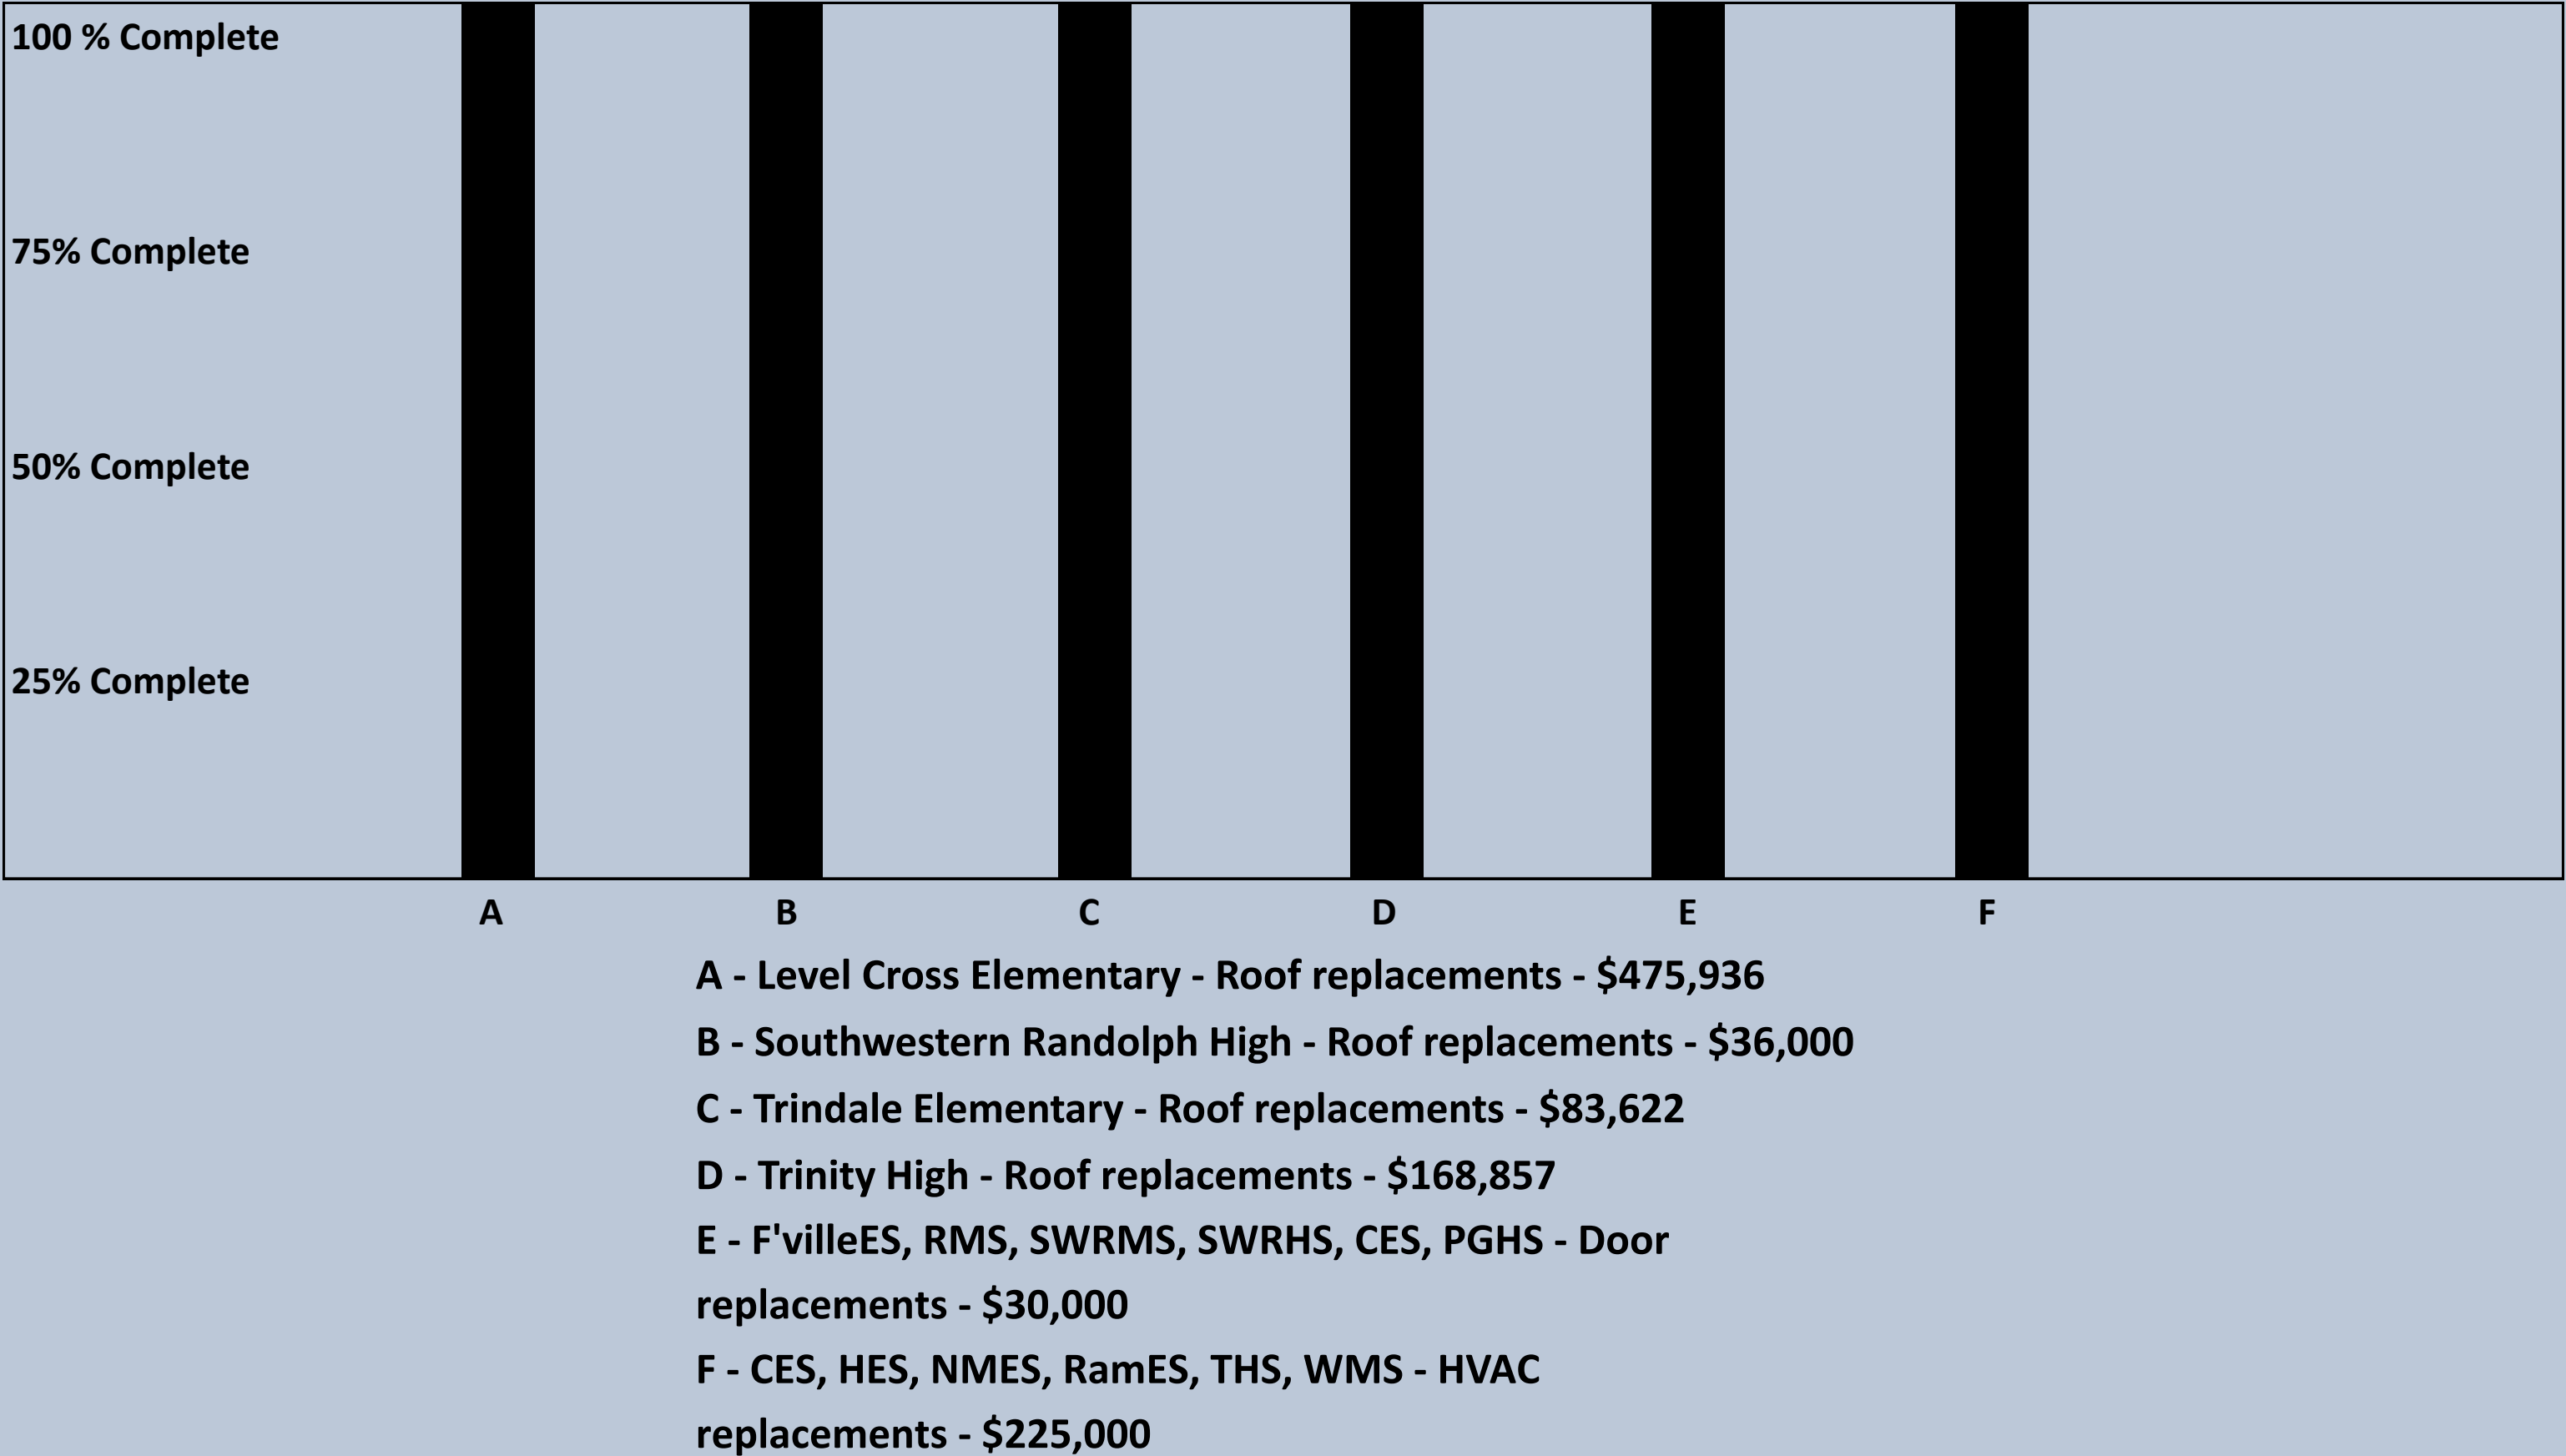 100 % Complete
75% Complete
50% Complete
25% Complete
A B C D E F
A - Level Cross Elementary - Roof replacements - $475,936
B - Southwestern Randolph High - Roof replacements - $36,000
C - Trindale Elementary - Roof replacements - $83,622
D - Trinity High - Roof replacements - $168,857
E - F'villeES, RMS, SWRMS, SWRHS, CES, PGHS - Door
replacements - $30,000
F - CES, HES, NMES, RamES, THS, WMS - HVAC
replacements - $225,000